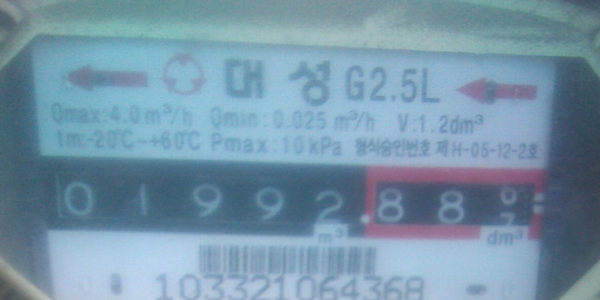 대성 G2.5L
Qmax:4.0m³/h Qmin:0.025m³/h V:1.2dm³
tm:-20℃~+60℃ Pmax:10kPa 형식승인번호 제H-05-12-2호
01992.88
m³ dm³
103321064368